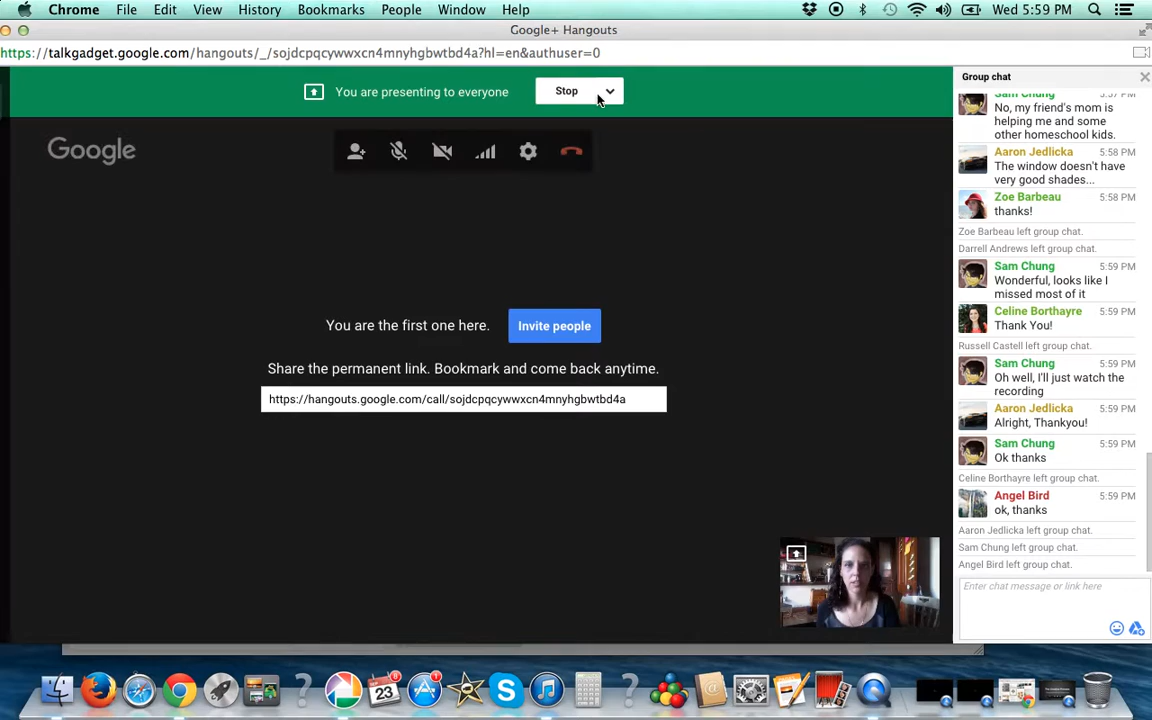 Chrome File Edit View History Bookmarks People Window Help Wed 5:59 PM
Google+ Hangouts
https://talkgadget.google.com/hangouts/_/sojdcpqcywwxcn4mnyhgbwtbd4a?hl=en&authuser=0
You are presenting to everyone Stop
Google
You are the first one here. Invite people
Share the permanent link. Bookmark and come back anytime.
https://hangouts.google.com/call/sojdcpqcywwxcn4mnyhgbwtbd4a
Group chat
Sam Chung 5:57 PM
No, my friend's mom is
helping me and some
other homeschool kids.
Aaron Jedlicka 5:58 PM
The window doesn't have
very good shades...
Zoe Barbeau 5:58 PM
thanks!
Zoe Barbeau left group chat.
Darrell Andrews left group chat.
Sam Chung 5:59 PM
Wonderful, looks like I
missed most of it
Celine Borthayre 5:59 PM
Thank You!
Russell Castell left group chat.
Sam Chung 5:59 PM
Oh well, I'll just watch the
recording
Aaron Jedlicka 5:59 PM
Alright, Thankyou!
Sam Chung 5:59 PM
Ok thanks
Celine Borthayre left group chat.
Angel Bird 5:59 PM
ok, thanks
Aaron Jedlicka left group chat.
Sam Chung left group chat.
Angel Bird left group chat.
Enter chat message or link here
23